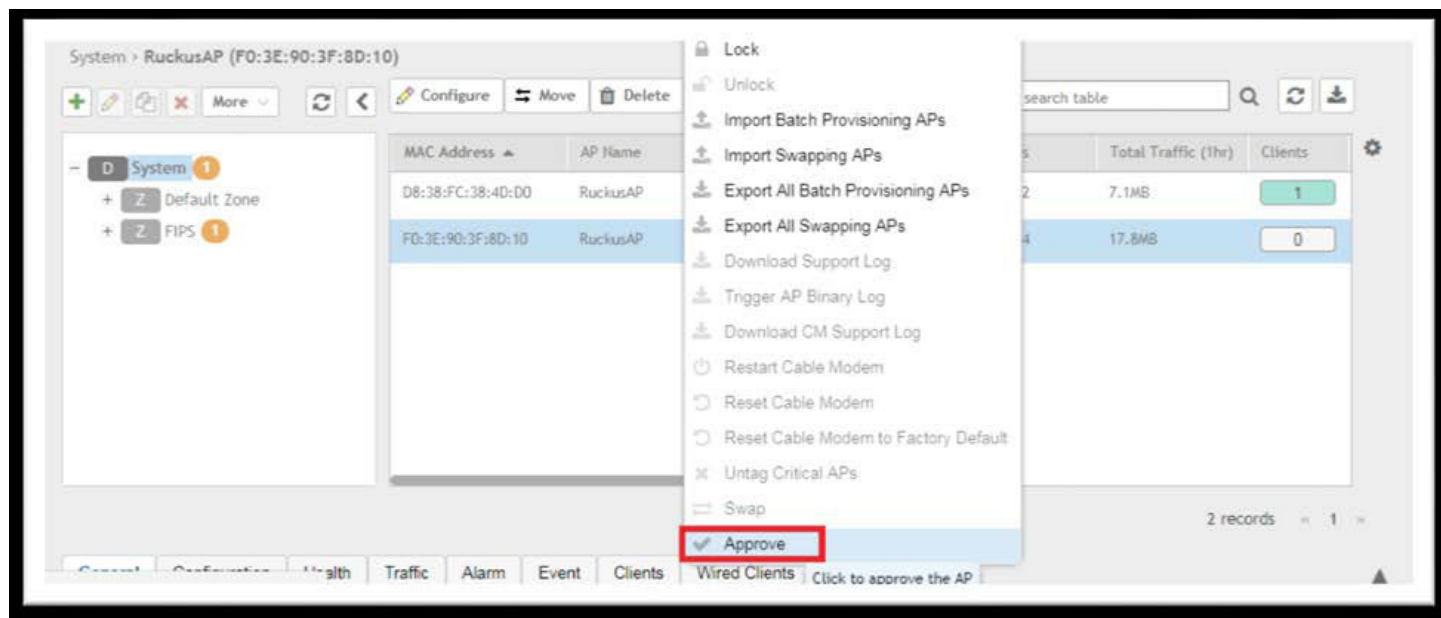 System › RuckusAP (F0:3E:90:3F:8D:10)
More
Configure
Move
Delete
search table
D System 1
+ Z Default Zone
+ Z FIPS 1
MAC Address AP Name
D8:38:FC:38:4D:D0 RuckusAP
F0:3E:90:3F:8D:10 RuckusAP
Lock
Unlock
Import Batch Provisioning APs
Import Swapping APs
Export All Batch Provisioning APs
Export All Swapping APs
Download Support Log
Trigger AP Binary Log
Download CM Support Log
Restart Cable Modem
Reset Cable Modem
Reset Cable Modem to Factory Default
Untag Critical APs
Swap
Approve
s Total Traffic (1hr) Clients
2 7.1MB 1
4 17.8MB 0
2 records « 1 »
General Configuration Health Traffic Alarm Event Clients Wired Clients
Click to approve the AP